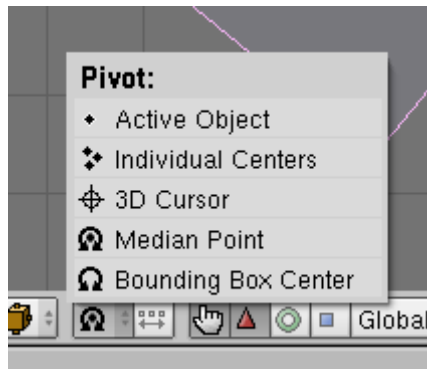 Pivot:
Active Object
Individual Centers
3D Cursor
Median Point
Bounding Box Center
Global